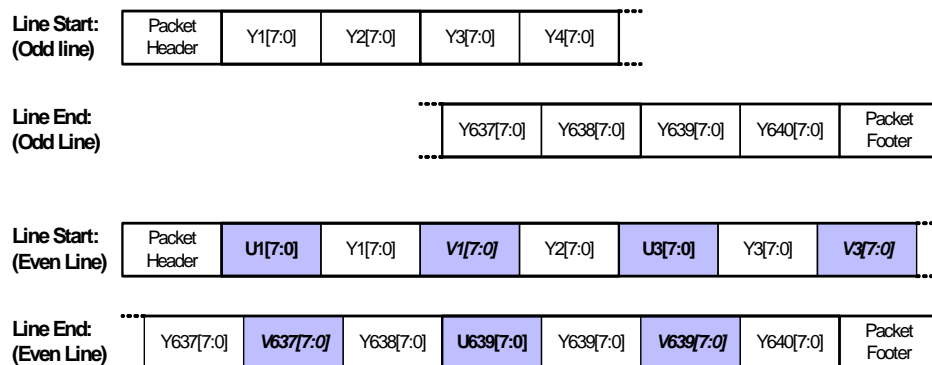 Line Start:
(Odd line)
Packet Header Y1[7:0] Y2[7:0] Y3[7:0] Y4[7:0]
Line End:
(Odd Line)
Y637[7:0] Y638[7:0] Y639[7:0] Y640[7:0] Packet Footer
Line Start:
(Even Line)
Packet Header U1[7:0] Y1[7:0] V1[7:0] Y2[7:0] U3[7:0] Y3[7:0] V3[7:0]
Line End:
(Even Line)
Y637[7:0] V637[7:0] Y638[7:0] U639[7:0] Y639[7:0] V639[7:0] Y640[7:0] Packet Footer